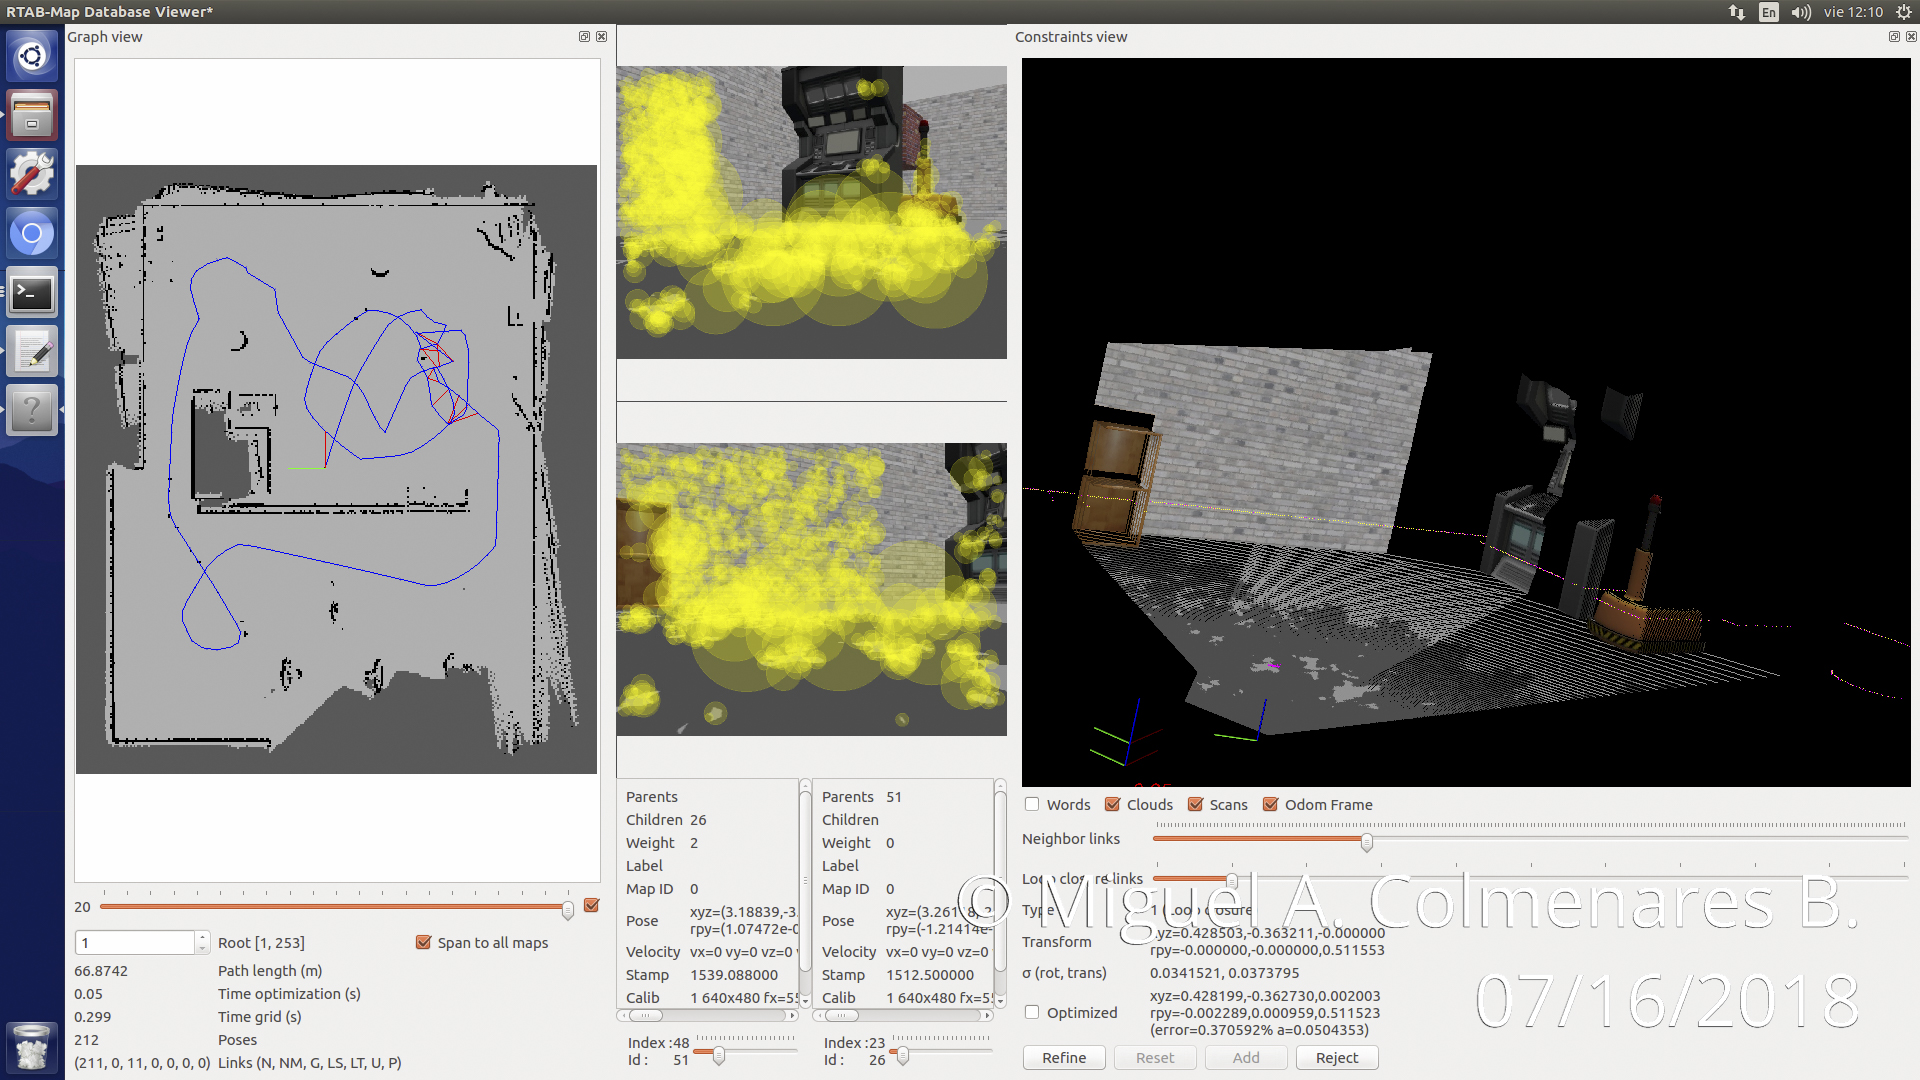 RTAB-Map Database Viewer*
En
vie 12:10
Graph view
20
1
Root [1, 253]
Span to all maps
66.8742 Path length (m)
0.05 Time optimization (s)
0.299 Time grid (s)
212 Poses
(211, 0, 11, 0, 0, 0, 0) Links (N, NM, G, LS, LT, U, P)
Parents
Children 26
Weight 2
Label
Map ID 0
Pose xyz=(3.18839,-3.
rpy=(1.07472e-0
Velocity vx=0 vy=0 vz=0
Stamp 1539.088000
Calib 1 640x480 fx=55
Index :48
Id : 51
Parents 51
Children
Weight 0
Label
Map ID 0
Pose
rpy=(-1.21414e-
Velocity vx=0 vy=0 vz=0
Stamp 1512.500000
Calib 1 640x480 fx=55
Index :23
Id : 26
Constraints view
Words
Clouds
Scans
Odom Frame
Neighbor links
Loop closure links
Type 1 (Loop closure)
Transform xyz=0.428503,-0.363211,-0.000000
rpy=-0.000000,-0.000000,0.511553
σ (rot, trans) 0.0341521, 0.0373795
Optimized
xyz=0.428199,-0.362730,0.002003
rpy=-0.002289,0.000959,0.511523
(error=0.370592% a=0.0504353)
Refine
Reset
Add
Reject
© Miguel A. Colmenares B.
07/16/2018